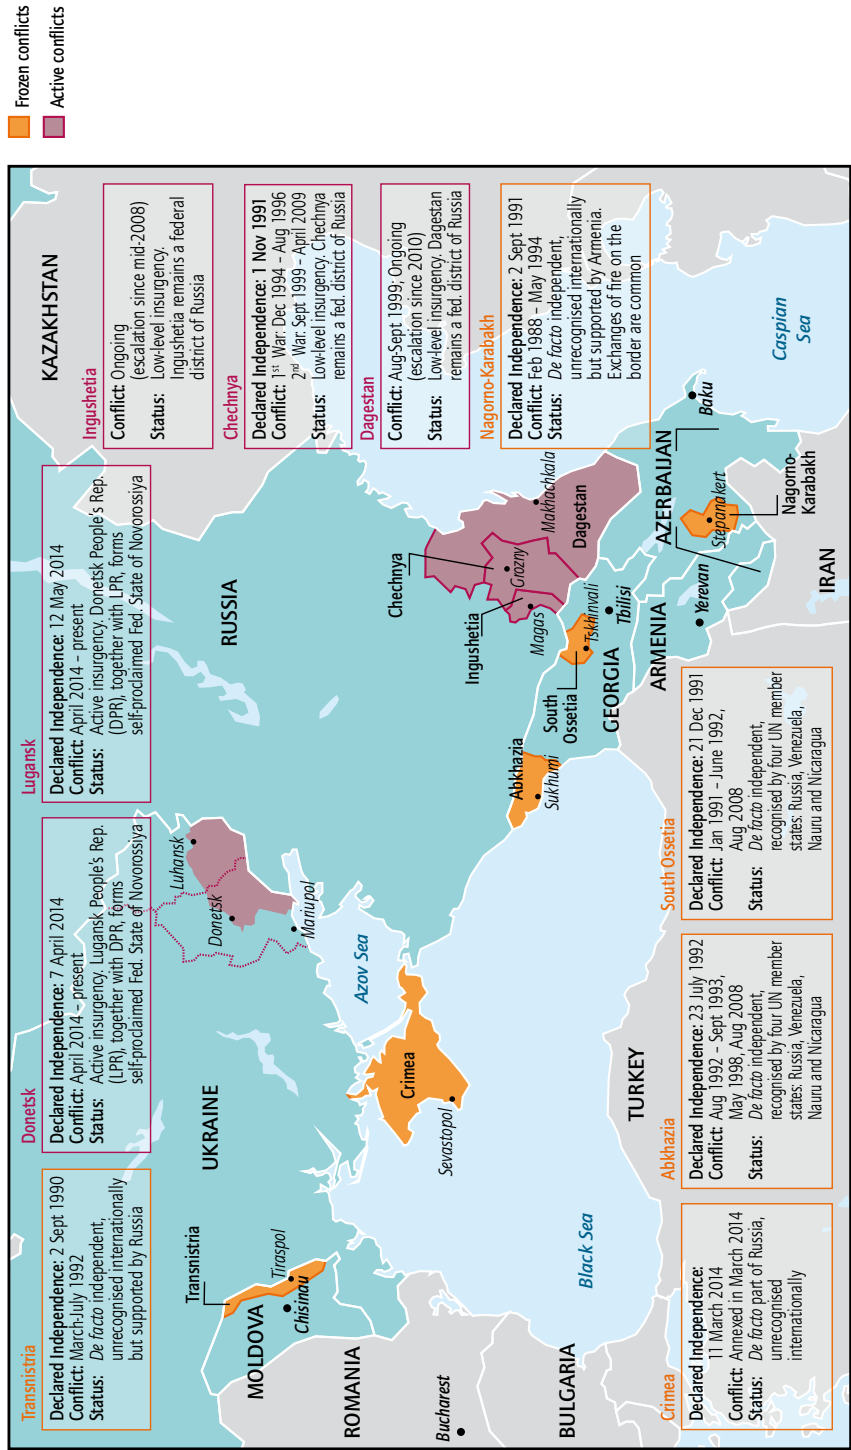 Frozen conflicts
Active conflicts
Transnistria
Declared Independence: 2 Sept 1990
Conflict: March-July 1992
Status: De facto independent,
unrecognised internationally
but supported by Russia
Donetsk
Declared Independence: 7 April 2014
Conflict: April 2014 – present
Status: Active insurgency. Lugansk People's Rep.
(LPR), together with DPR, forms
self-proclaimed Fed. State of Novorossiya
Lugansk
Declared Independence: 12 May 2014
Conflict: April 2014 – present
Status: Active insurgency. Donetsk People's Rep.
(DPR), together with LPR, forms
self-proclaimed Fed. State of Novorossiya
Ingushetia
Conflict: Ongoing
(escalation since mid-2008)
Status: Low-level insurgency.
Ingushetia remains a federal
district of Russia
Chechnya
Declared Independence: 1 Nov 1991
Conflict: 1st War: Dec 1994 – Aug 1996
2nd War: Sept 1999 – April 2009
Status: Low-level insurgency. Chechnya
remains a fed. district of Russia
Dagestan
Conflict: Aug-Sept 1999; Ongoing
(escalation since 2010)
Status: Low-level insurgency. Dagestan
remains a fed. district of Russia
Nagorno-Karabakh
Declared Independence: 2 Sept 1991
Conflict: Feb 1988 – May 1994
Status: De facto independent,
unrecognised internationally
but supported by Armenia.
Exchanges of fire on the
border are common
Crimea
Declared Independence:
11 March 2014
Conflict: Annexed in March 2014
Status: De facto part of Russia,
unrecognised
internationally
Abkhazia
Declared Independence: 23 July 1992
Conflict: Aug 1992 – Sept 1993,
May 1998, Aug 2008
Status: De facto independent,
recognised by four UN member
states: Russia, Venezuela,
Nauru and Nicaragua
South Ossetia
Declared Independence: 21 Dec 1991
Conflict: Jan 1991 – June 1992,
Aug 2008
Status: De facto independent,
recognised by four UN member
states: Russia, Venezuela,
Nauru and Nicaragua
KAZAKHSTAN
RUSSIA
UKRAINE
Luhansk
Donetsk
Mariupol
Azov Sea
Crimea
Sevastopol
Transnistria
Tiraspol
Chisinau
MOLDOVA
ROMANIA
Bucharest
BULGARIA
Black Sea
TURKEY
Abkhazia
Sukhumi
South
Ossetia
Tskhinvali
GEORGIA
Tbilisi
Chechnya
Grozny
Ingushetia
Magas
Makhachkala
Dagestan
ARMENIA
Yerevan
AZERBAIJAN
Baku
Stepanakert
Nagorno-
Karabakh
IRAN
Caspian
Sea